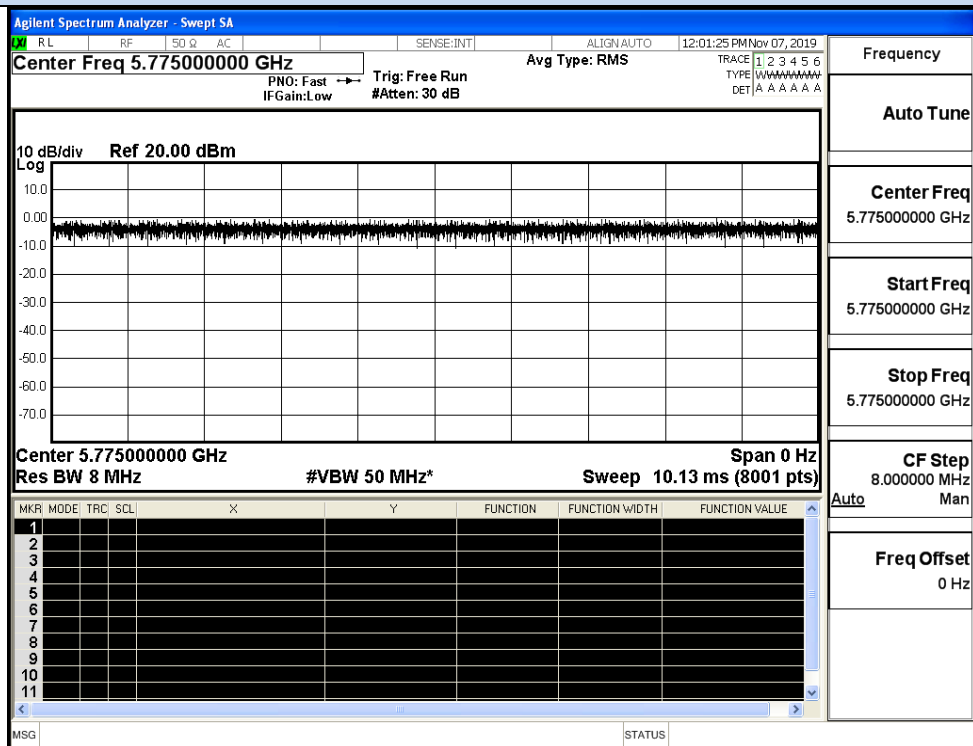 Agilent Spectrum Analyzer - Swept SA
LXI RL RF 50 Ω AC SENSE:INT ALIGN AUTO 12:01:25 PM Nov 07, 2019
Center Freq 5.775000000 GHz
PNO: Fast
IFGain:Low
Trig: Free Run
#Atten: 30 dB
Avg Type: RMS
TRACE 1 2 3 4 5 6
TYPE WWWWWWW
DET A A A A A A
10 dB/div Ref 20.00 dBm
Log
10.0
0.00
-10.0
-20.0
-30.0
-40.0
-50.0
-60.0
-70.0
Center 5.775000000 GHz Span 0 Hz
Res BW 8 MHz #VBW 50 MHz* Sweep 10.13 ms (8001 pts)
MKR MODE TRC SCL X Y FUNCTION FUNCTION WIDTH FUNCTION VALUE
1
2
3
4
5
6
7
8
9
10
11
MSG STATUS
Frequency
Auto Tune
Center Freq
5.775000000 GHz
Start Freq
5.775000000 GHz
Stop Freq
5.775000000 GHz
CF Step
8.000000 MHz
Auto Man
Freq Offset
0 Hz